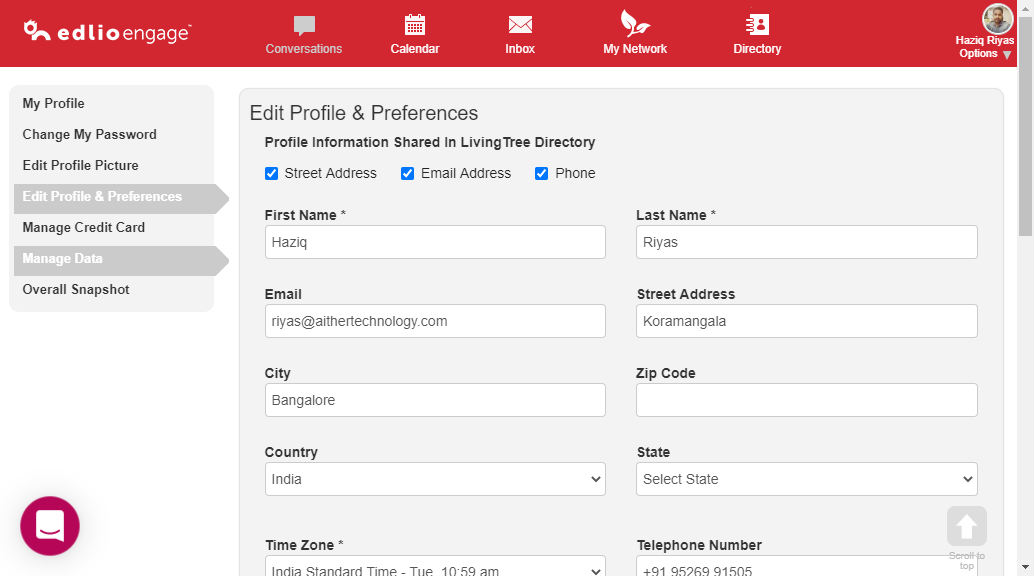 edlio engage™
Conversations
Calendar
Inbox
My Network
Directory
Haziq Riyas
Options ▼
My Profile
Change My Password
Edit Profile Picture
Edit Profile & Preferences
Manage Credit Card
Manage Data
Overall Snapshot
Edit Profile & Preferences
Profile Information Shared In LivingTree Directory
Street Address Email Address Phone
First Name * Last Name *
Haziq Riyas
Email Street Address
riyas@aithertechnology.com Koramangala
City Zip Code
Bangalore
Country State
India Select State
Time Zone * Telephone Number
India Standard Time - Tue, 10:59 am +91 95269 91505
Scroll to
top